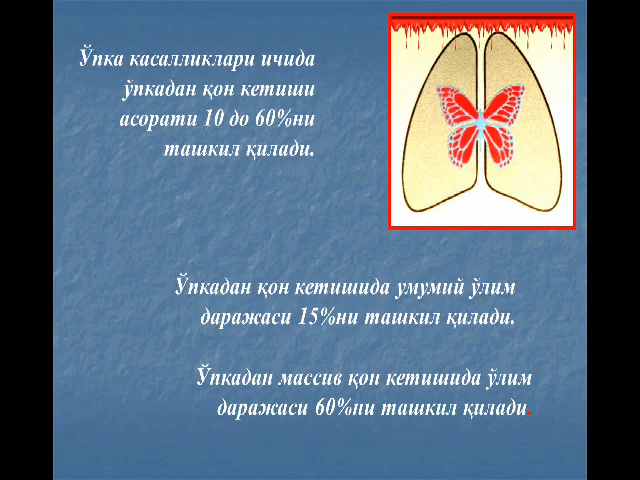 Ўпка касалликлари ичида
ўпкадан қон кетиши
асорати 10 до 60%ни
ташкил қилади.
Ўпкадан қон кетишида умумий ўлим
даражаси 15%ни ташкил қилади.
Ўпкадан массив қон кетишида ўлим
даражаси 60%ни ташкил қилади.